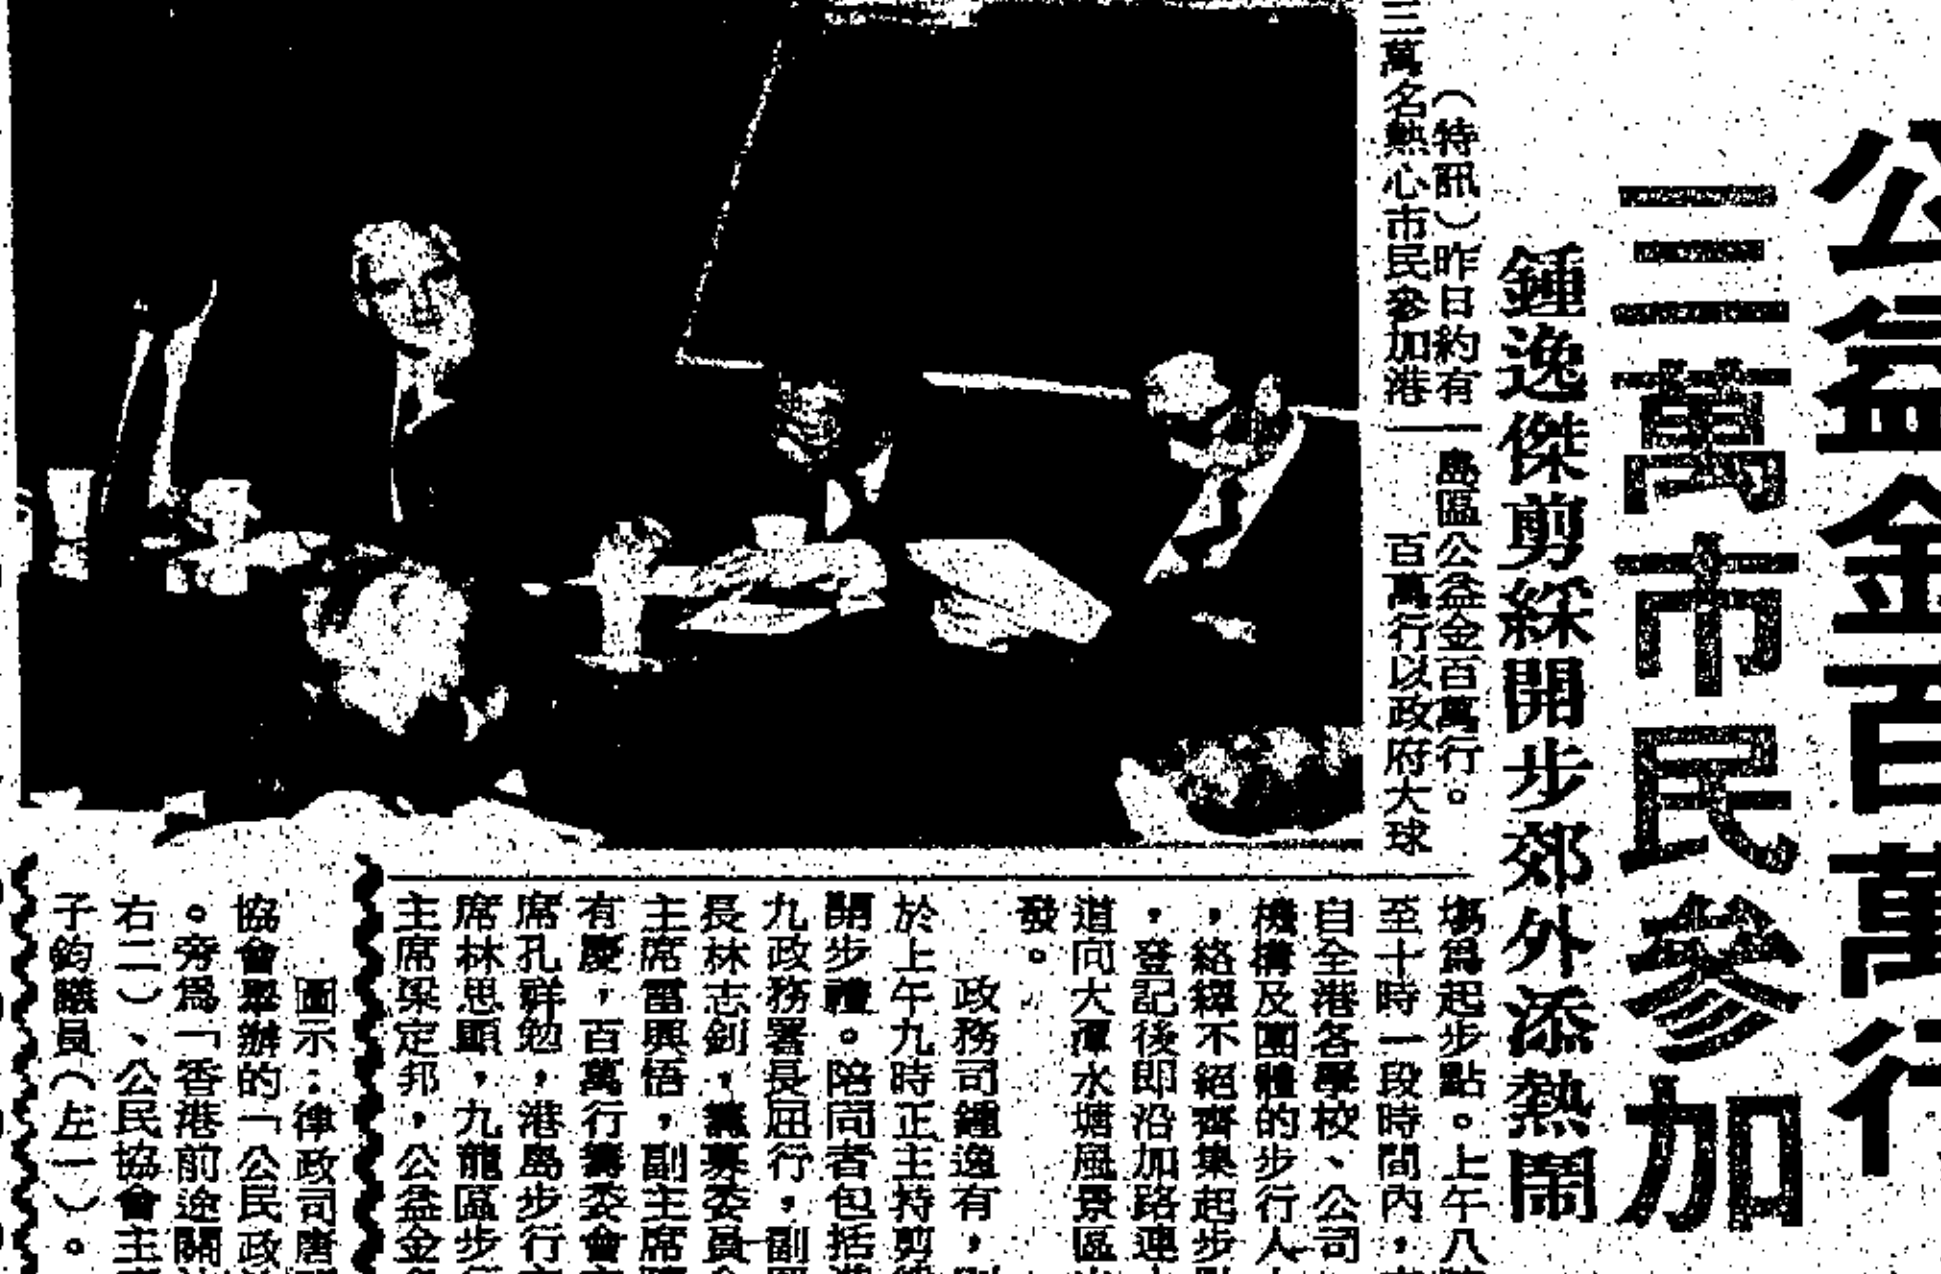 公益金百萬行
三萬市民參加
鍾逸傑剪綵開步郊外添熱鬧
（特訊）昨日約有
三萬名熱心市民參加港
島區公益金百萬行。
百萬行以政府大球
場爲起步點。上午八
至十時一段時間內，
自全港各學校、公司
機構及團體的步行人
，絡繹不絕齊集起步
，登記後即沿加路連
道向大潭水塘風景區
發。
政務司鍾逸有，
於上午九時正主持剪
開步禮。陪同者包括
九政務署長屈行，副
長林志釗，籌募委員
主席雷興悟，副主席
有慶，百萬行籌委會
席孔祥勉，港島步行
席林思顯，九龍區步
主席梁定邦，公益金
圖示：律政司唐
協會舉辦的「公民政
。旁爲「香港前途關
右二）、公民協會主
子鈞議員（左一）。